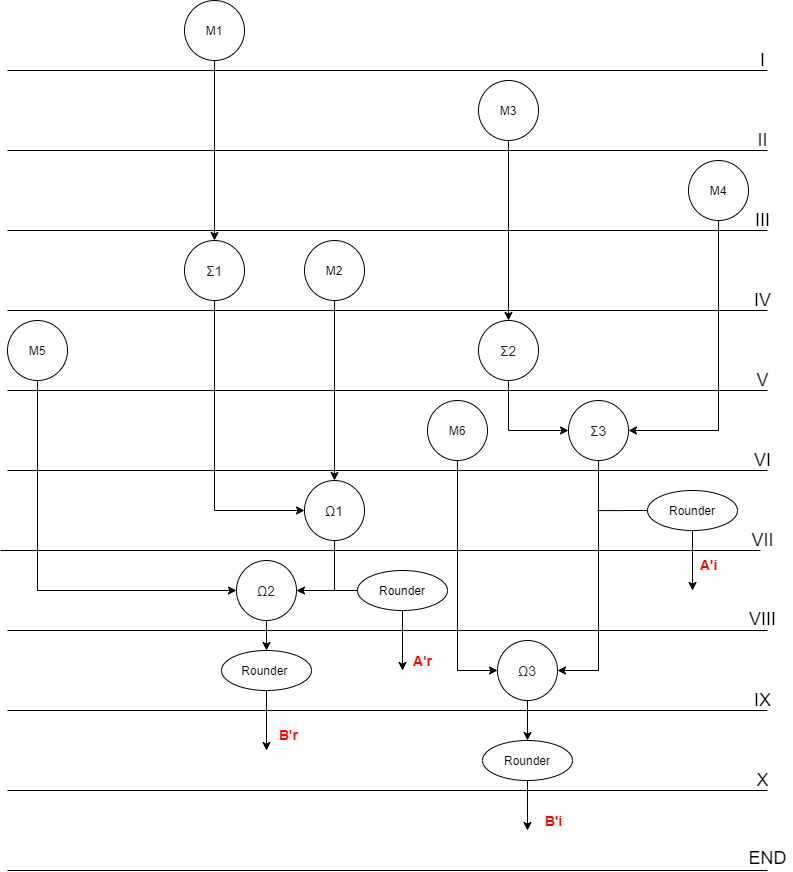 M1
I
M3
II
M4
III
Σ1
M2
IV
M5
Σ2
V
M6
Σ3
VI
Ω1
Rounder
VII
A'i
Ω2
Rounder
VIII
A'r
Rounder
Ω3
IX
B'r
Rounder
X
B'i
END